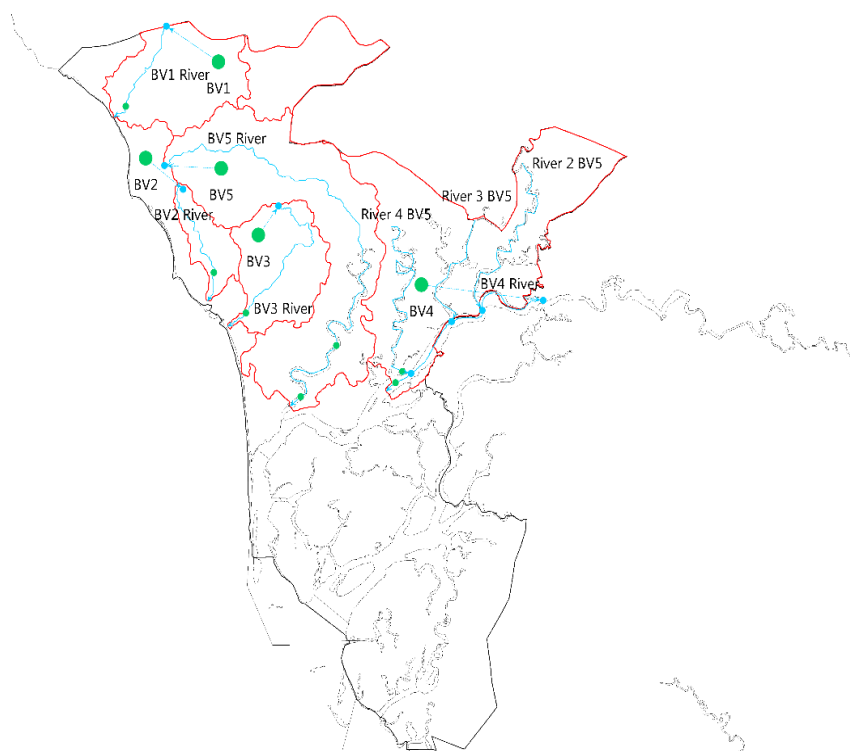 BV1 River
BV1
BV5 River
River 2 BV5
BV2
BV5
River 3 BV5
BV2 River
River 4 BV5
BV3
BV4 River
BV3 River
BV4